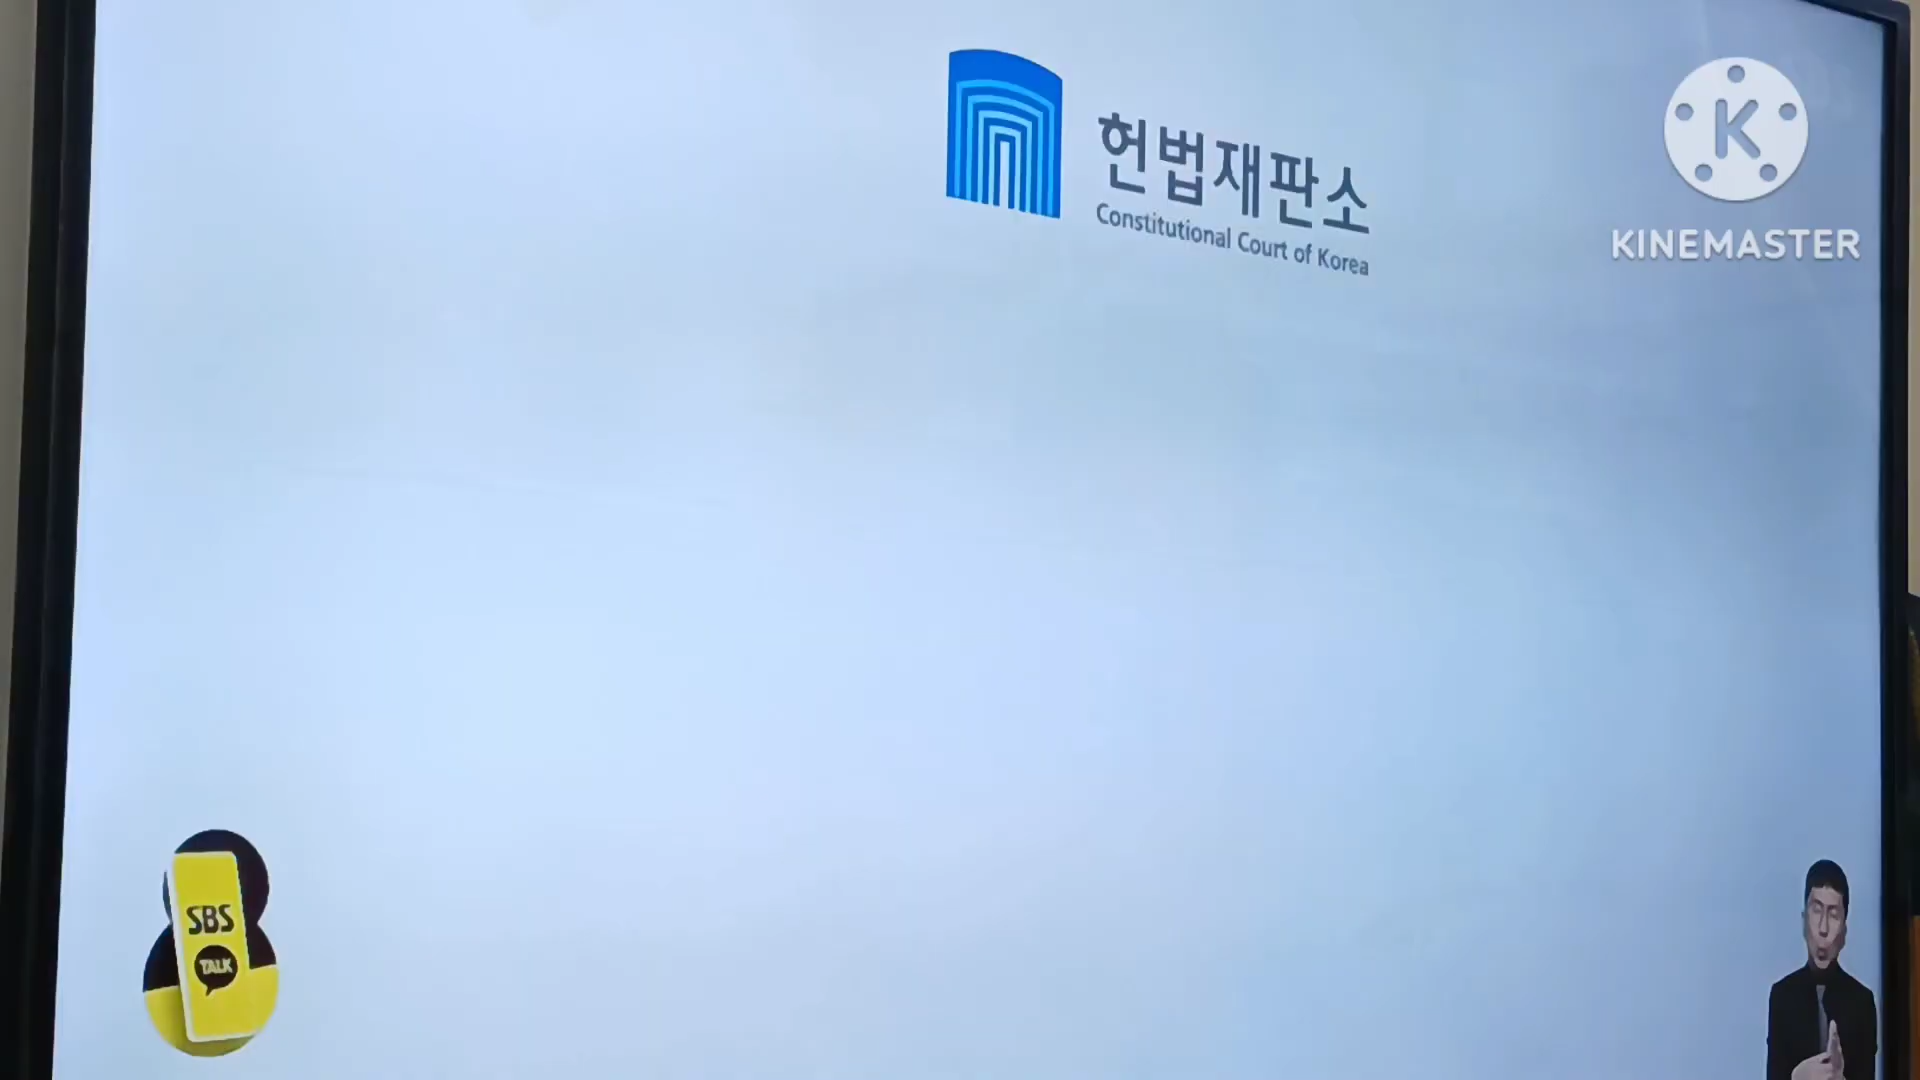 헌법재판소
Constitutional Court of Korea
K
KINEMASTER
SBS
TALK